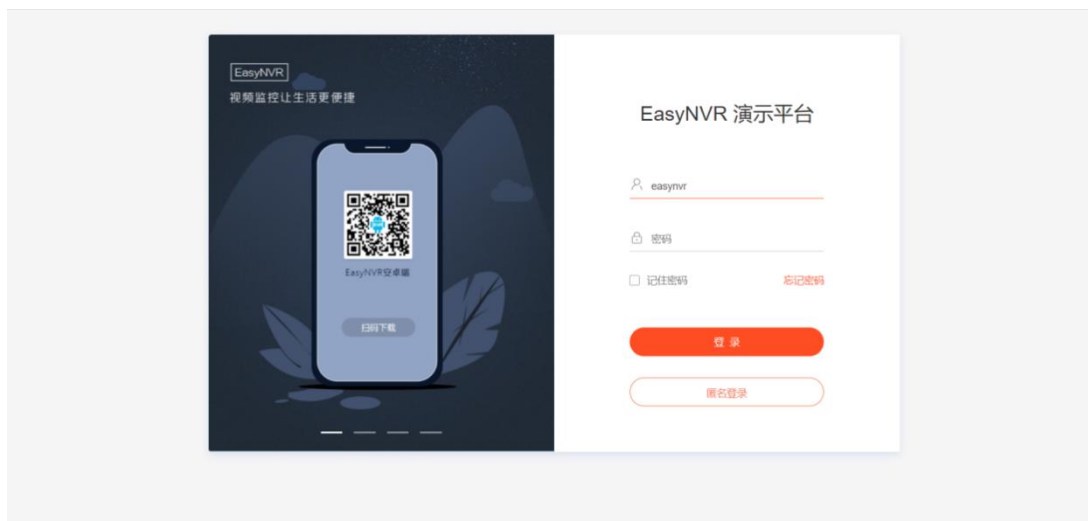 EasyNVR
视频监控让生活更便捷
EasyNVR安卓端
扫码下载
EasyNVR 演示平台
easynvr
密码
记住密码 忘记密码
登 录
匿名登录